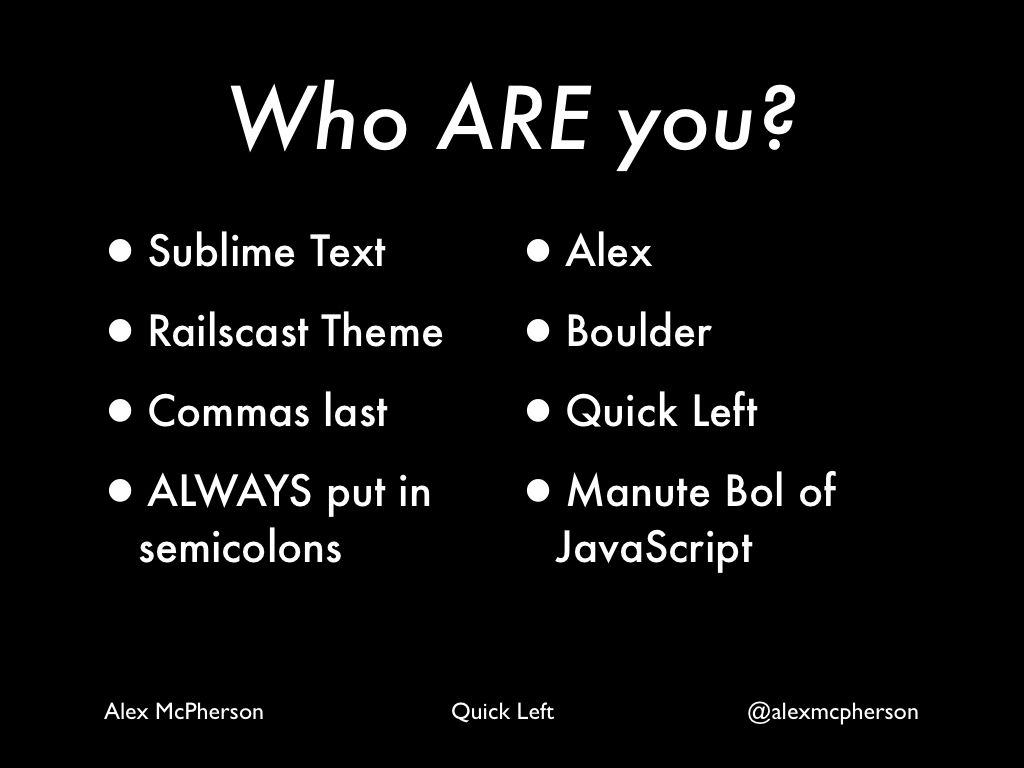 Who ARE you?
• Sublime Text
• Railscast Theme
• Commas last
• ALWAYS put in
semicolons
• Alex
• Boulder
• Quick Left
• Manute Bol of
JavaScript
Alex McPherson
Quick Left
@alexmcpherson